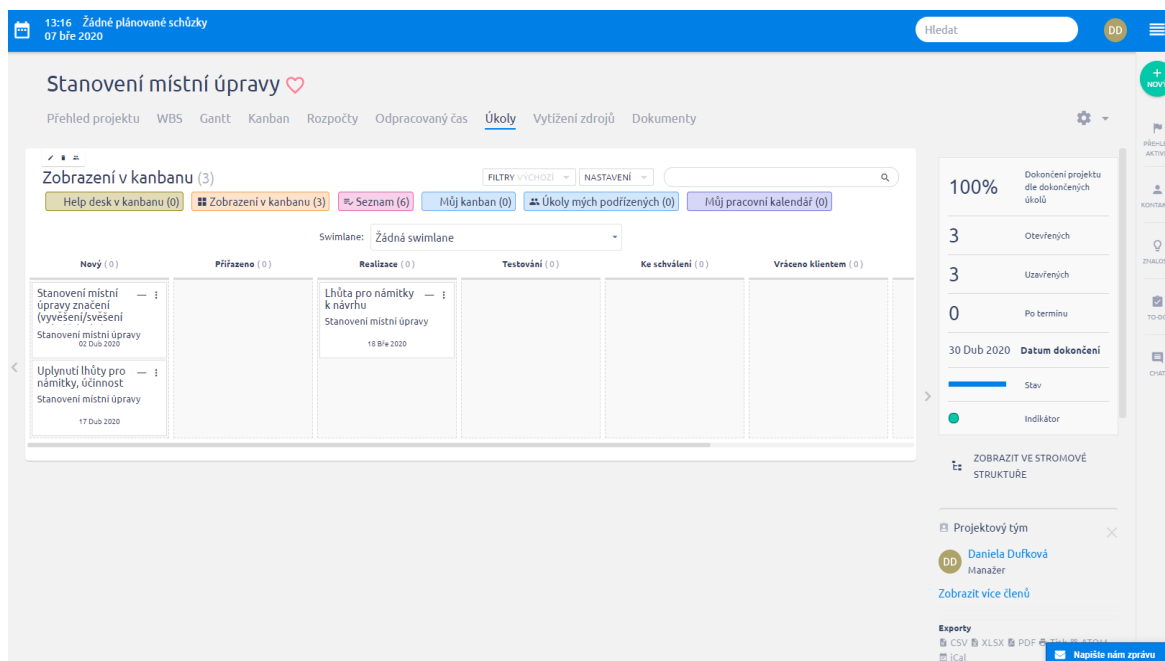 13:16 Žádné plánované schůzky
07 bře 2020
Hledat
DD
NOVÝ
Stanovení místní úpravy
Přehled projektu WBS Gantt Kanban Rozpočty Odpracovaný čas Úkoly Vytížení zdrojů Dokumenty
Zobrazení v kanbanu (3)
FILTRY VÝCHOZÍ NASTAVENÍ
Help desk v kanbanu (0) Zobrazení v kanbanu (3) Seznam (6) Můj kanban (0) Úkoly mých podřízených (0) Můj pracovní kalendář (0)
Swimlane: Žádná swimlane
Nový (0) Přiřazeno (0) Realizace (0) Testování (0) Ke schválení (0) Vráceno klientem (0)
Stanovení místní
úpravy značení
(vyvěšení/svěšení
Stanovení místní úpravy
02 Dub 2020
Uplynutí lhůty pro
námitky, účinnost
Stanovení místní úpravy
17 Dub 2020
Lhůta pro námitky
k návrhu
Stanovení místní úpravy
18 Bře 2020
100% Dokončení projektu
dle dokončených
úkolů
3 Otevřených
3 Uzavřených
0 Po termínu
30 Dub 2020 Datum dokončení
Stav
Indikátor
ZOBRAZIT VE STROMOVÉ
STRUKTUŘE
Projektový tým
DD
Daniela Dufková
Manažer
Zobrazit více členů
Exporty
CSV XLSX PDF
iCal
CHAT
Napište nám zprávu